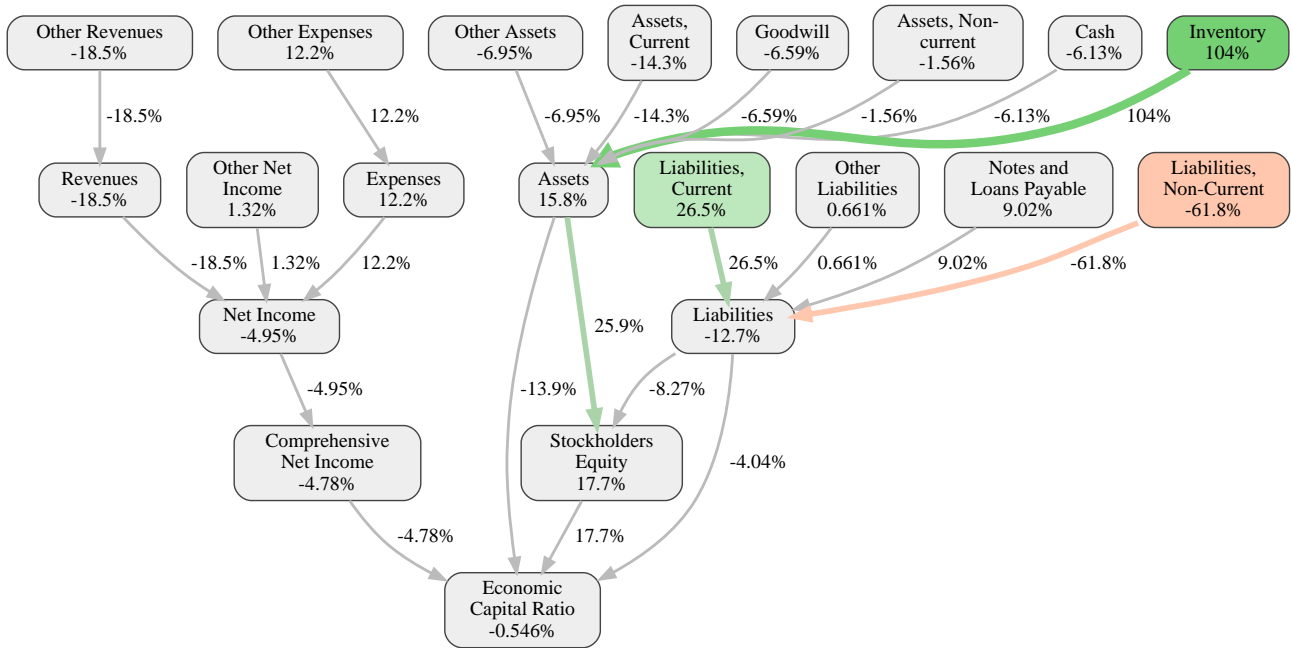 Other Revenues
-18.5%
Other Expenses
12.2%
Other Assets
-6.95%
Assets,
Current
-14.3%
Goodwill
-6.59%
Assets, Non-
current
-1.56%
Cash
-6.13%
Inventory
104%
-18.5%
12.2%
-6.95%
-14.3%
-6.59%
-1.56%
-6.13%
104%
Revenues
-18.5%
Other Net
Income
1.32%
Expenses
12.2%
Assets
15.8%
Liabilities,
Current
26.5%
Other
Liabilities
0.661%
Notes and
Loans Payable
9.02%
Liabilities,
Non-Current
-61.8%
-18.5%
1.32%
12.2%
26.5%
0.661%
9.02%
-61.8%
Net Income
-4.95%
25.9%
Liabilities
-12.7%
-4.95%
-13.9%
-8.27%
Comprehensive
Net Income
-4.78%
Stockholders
Equity
17.7%
-4.04%
-4.78%
17.7%
Economic
Capital Ratio
-0.546%